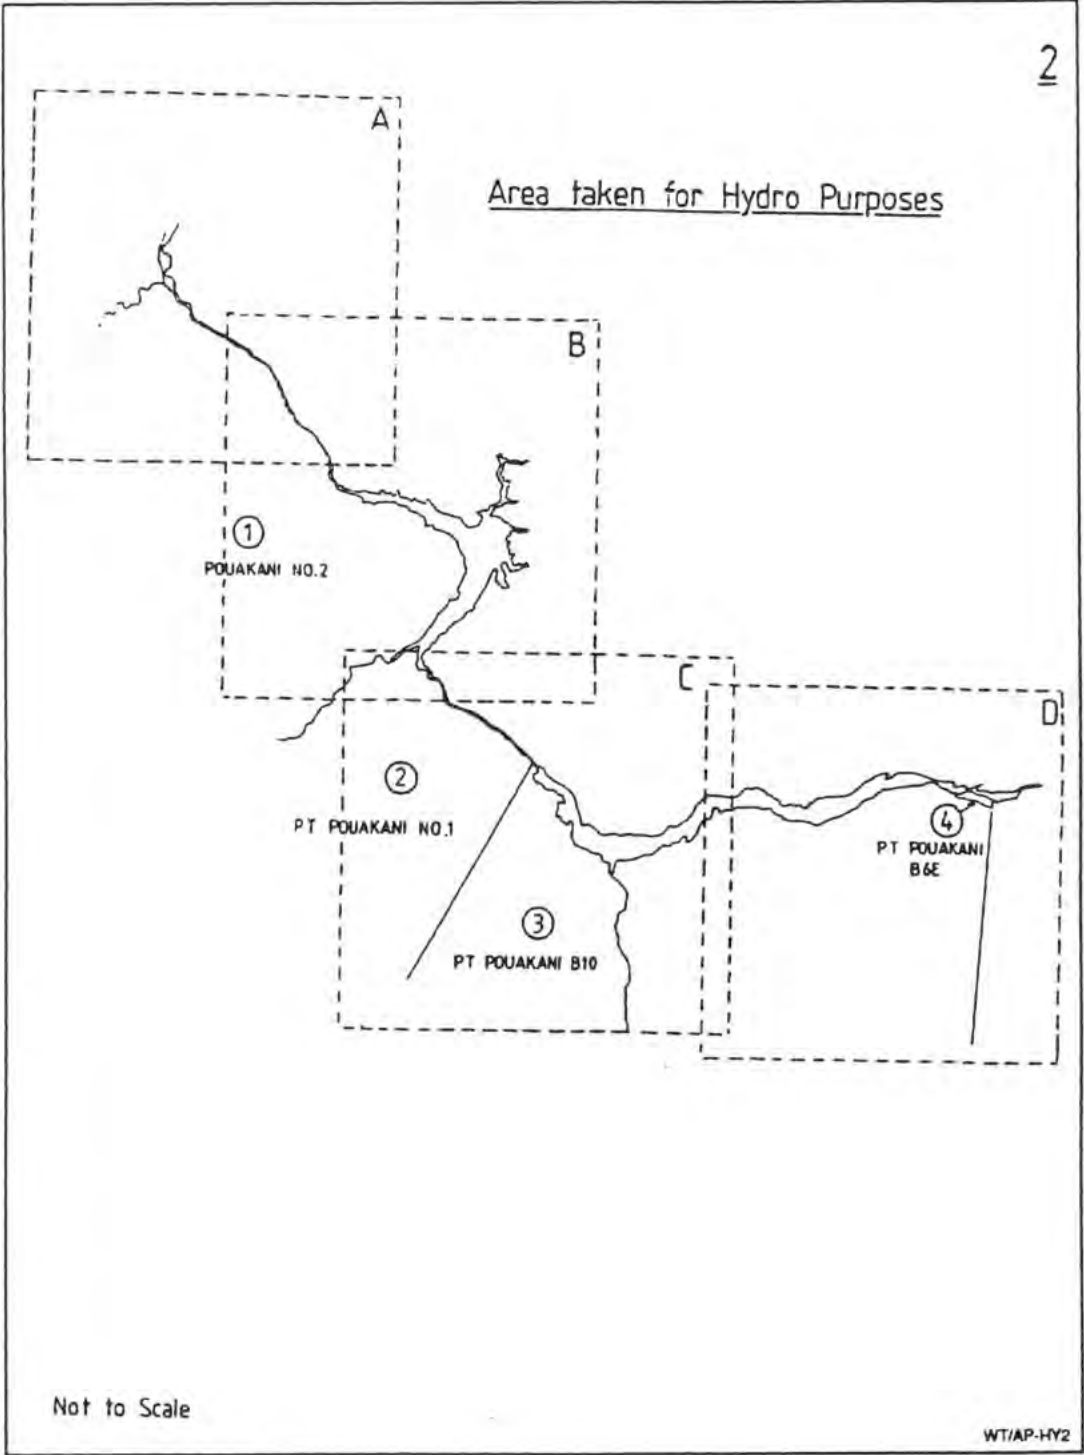 2
A
Area taken for Hydro Purposes
B
1
POUAKANI NO.2
C
D
2
PT POUAKANI NO.1
4
PT POUAKANI
B6E
3
PT POUAKANI B10
Not to Scale
WT/AP-HY2